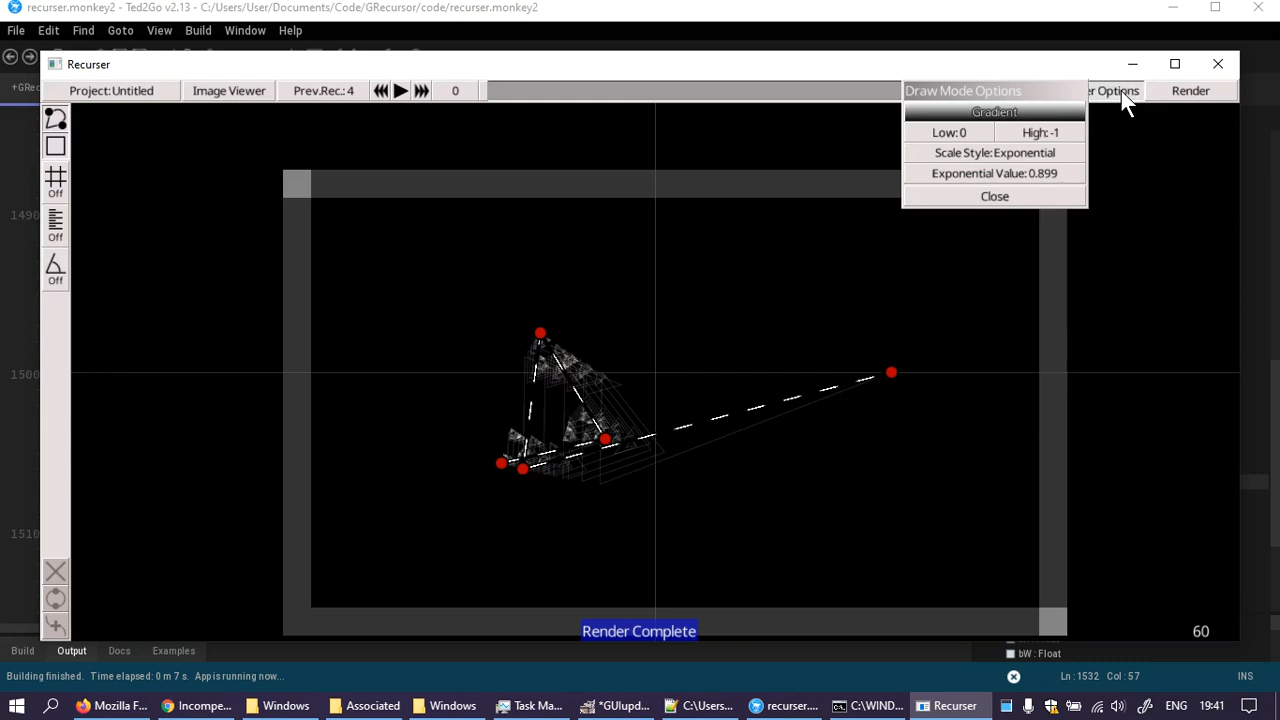 recurser.monkey2 - Ted2Go v2.13 - C:/Users/User/Documents/Code/GRecursor/code/recurser.monkey2
File Edit Find Goto View Build Window Help
Recurser
Project: Untitled Image Viewer Prev.Rec.: 4 0 Draw Mode Options r Options Render
Gradient
Low: 0 High: -1
Scale Style: Exponential
Exponential Value: 0.899
Close
Off
1490
Off
Off
1500
1510
Render Complete 60
Build Output Docs Examples bW : Float
Building finished. Time elapsed: 0 m 7 s. App is running now... Ln : 1532 Col : 57 INS
Mozilla F... Incompe... Windows Associated Windows Task Ma... *GUIupd... C:\Users... recurser.... C:\WIND... Recurser ENG 19:41